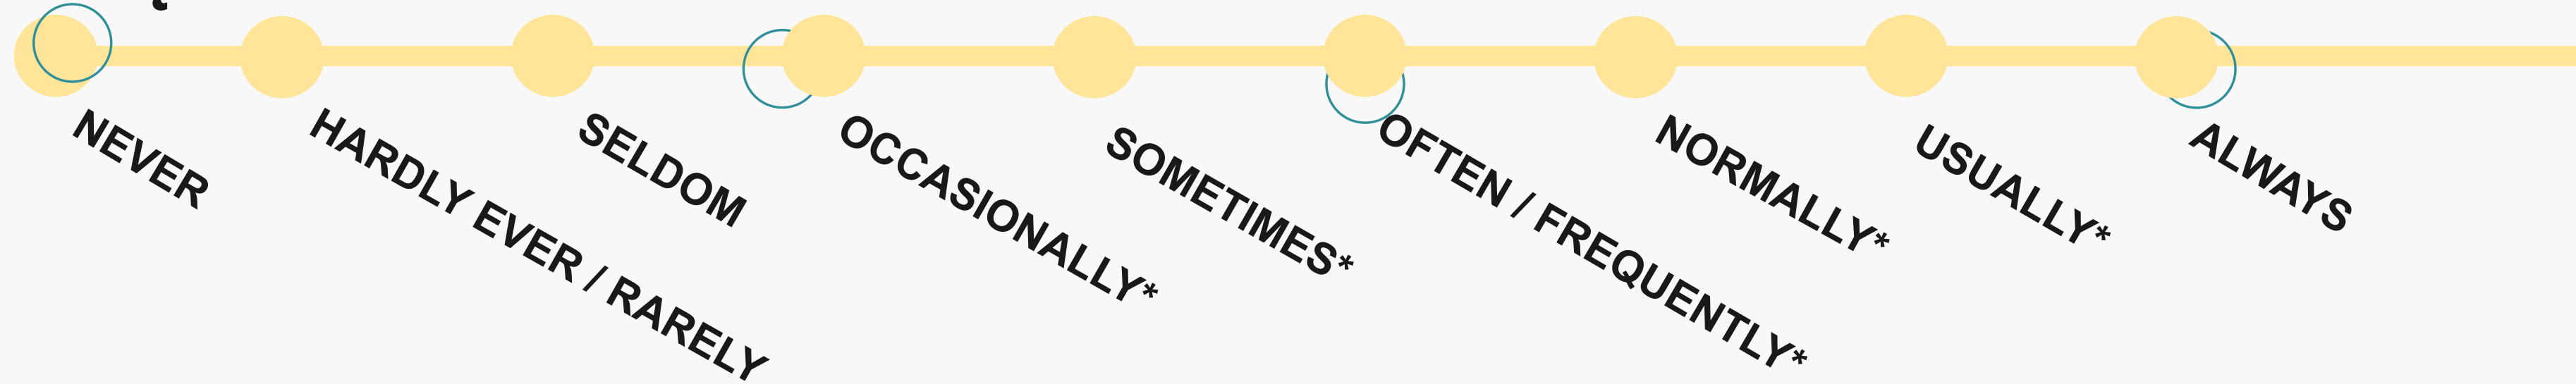 NEVER
HARDLY EVER / RARELY
SELDOM
OCCASIONALLY*
SOMETIMES*
OFTEN / FREQUENTLY*
NORMALLY*
USUALLY*
ALWAYS